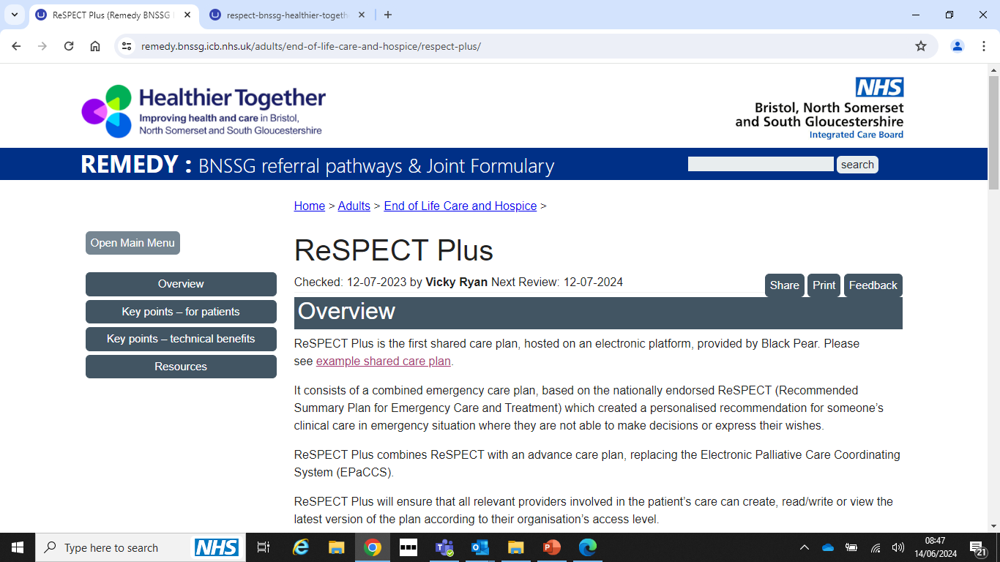 ReSPECT Plus (Remedy BNSSG
respect-bnssg-healthier-togeth
remedy.bnssg.icb.nhs.uk/adults/end-of-life-care-and-hospice/respect-plus/
Healthier Together
Improving health and care in Bristol,
North Somerset and South Gloucestershire
NHS
Bristol, North Somerset
and South Gloucestershire
Integrated Care Board
REMEDY : BNSSG referral pathways & Joint Formulary
search
Home > Adults > End of Life Care and Hospice >
Open Main Menu
Overview
Key points – for patients
Key points – technical benefits
Resources
ReSPECT Plus
Checked: 12-07-2023 by Vicky Ryan Next Review: 12-07-2024
Share Print Feedback
Overview
ReSPECT Plus is the first shared care plan, hosted on an electronic platform, provided by Black Pear. Please
see example shared care plan.
It consists of a combined emergency care plan, based on the nationally endorsed ReSPECT (Recommended
Summary Plan for Emergency Care and Treatment) which created a personalised recommendation for someone’s
clinical care in emergency situation where they are not able to make decisions or express their wishes.
ReSPECT Plus combines ReSPECT with an advance care plan, replacing the Electronic Palliative Care Coordinating
System (EPaCCS).
ReSPECT Plus will ensure that all relevant providers involved in the patient’s care can create, read/write or view the
latest version of the plan according to their organisation’s access level.
Type here to search
NHS
08:47
14/06/2024
21